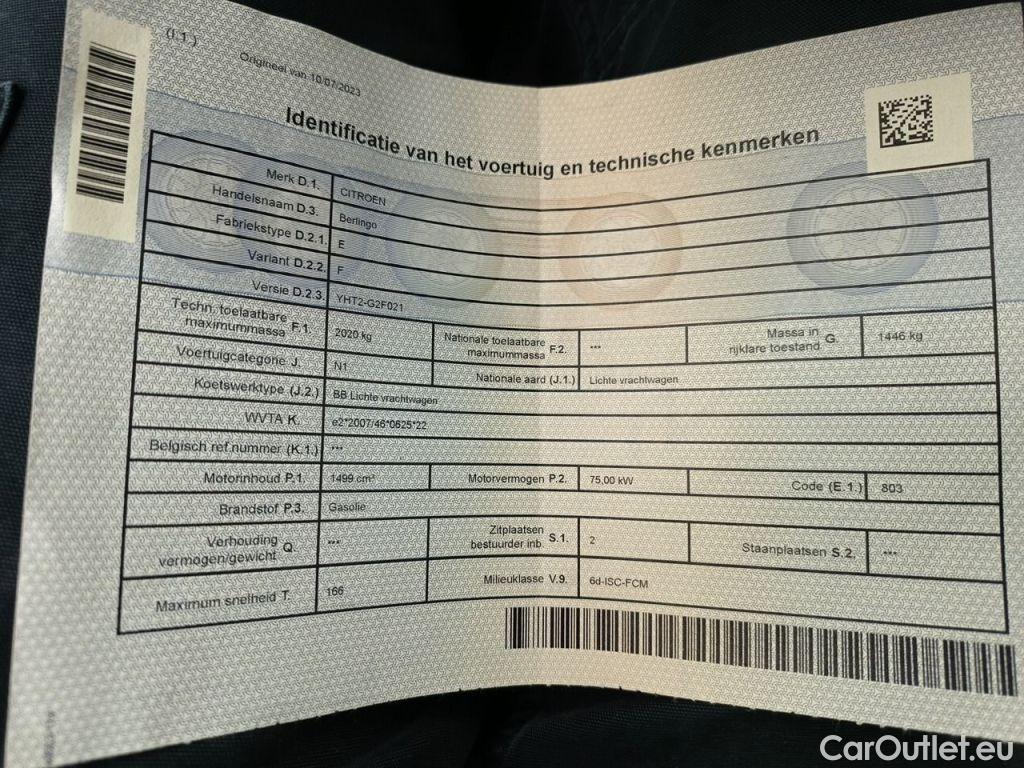 (I.1.)
Origineel van 10/07/2023
Identificatie van het voertuig en technische kenmerken
Merk D.1. CITROEN
Handelsnaam D.3. Berlingo
Fabriekstype D.2.1. E
Variant D.2.2. F
Versie D.2.3. YHT2-G2F021
Techn. toelaatbare maximummassa F.1. 2020 kg Nationale toelaatbare maximummassa F.2. *** Massa in rijklare toestand G. 1446 kg
Voertuigcategorie J. N1 Nationale aard (J.1.) Lichte vrachtwagen
Koetswerktype (J.2.) BB Lichte vrachtwagen
WVTA K. e2*2007/46*0625*22
Belgisch ref.nummer (K.1.) ***
Motorinhoud P.1. 1499 cm³ Motorvermogen P.2. 75,00 kW Code (E.1.) 803
Brandstof P.3. Gasolie
Verhouding vermogen/gewicht Q. *** Zitplaatsen bestuurder inb. S.1. 2 Staanplaatsen S.2. ***
Maximum snelheid T. 166 Milieuklasse V.9. 6d-ISC-FCM
CarOutlet.eu